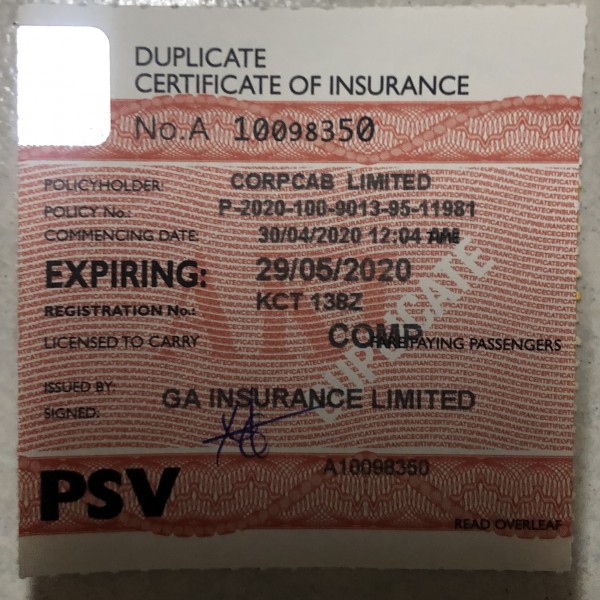 DUPLICATE
CERTIFICATE OF INSURANCE
No.A 10098350
POLICYHOLDER: CORPCAB LIMITED
POLICY No.: P-2020-100-9013-95-11981
COMMENCING DATE: 30/04/2020 12:04 AM
EXPIRING: 29/05/2020
REGISTRATION No.: KCT 138Z
LICENSED TO CARRY COMP FARE PAYING PASSENGERS
DUPLICATE
ISSUED BY: GA INSURANCE LIMITED
SIGNED:
A10098350
PSV
READ OVERLEAF